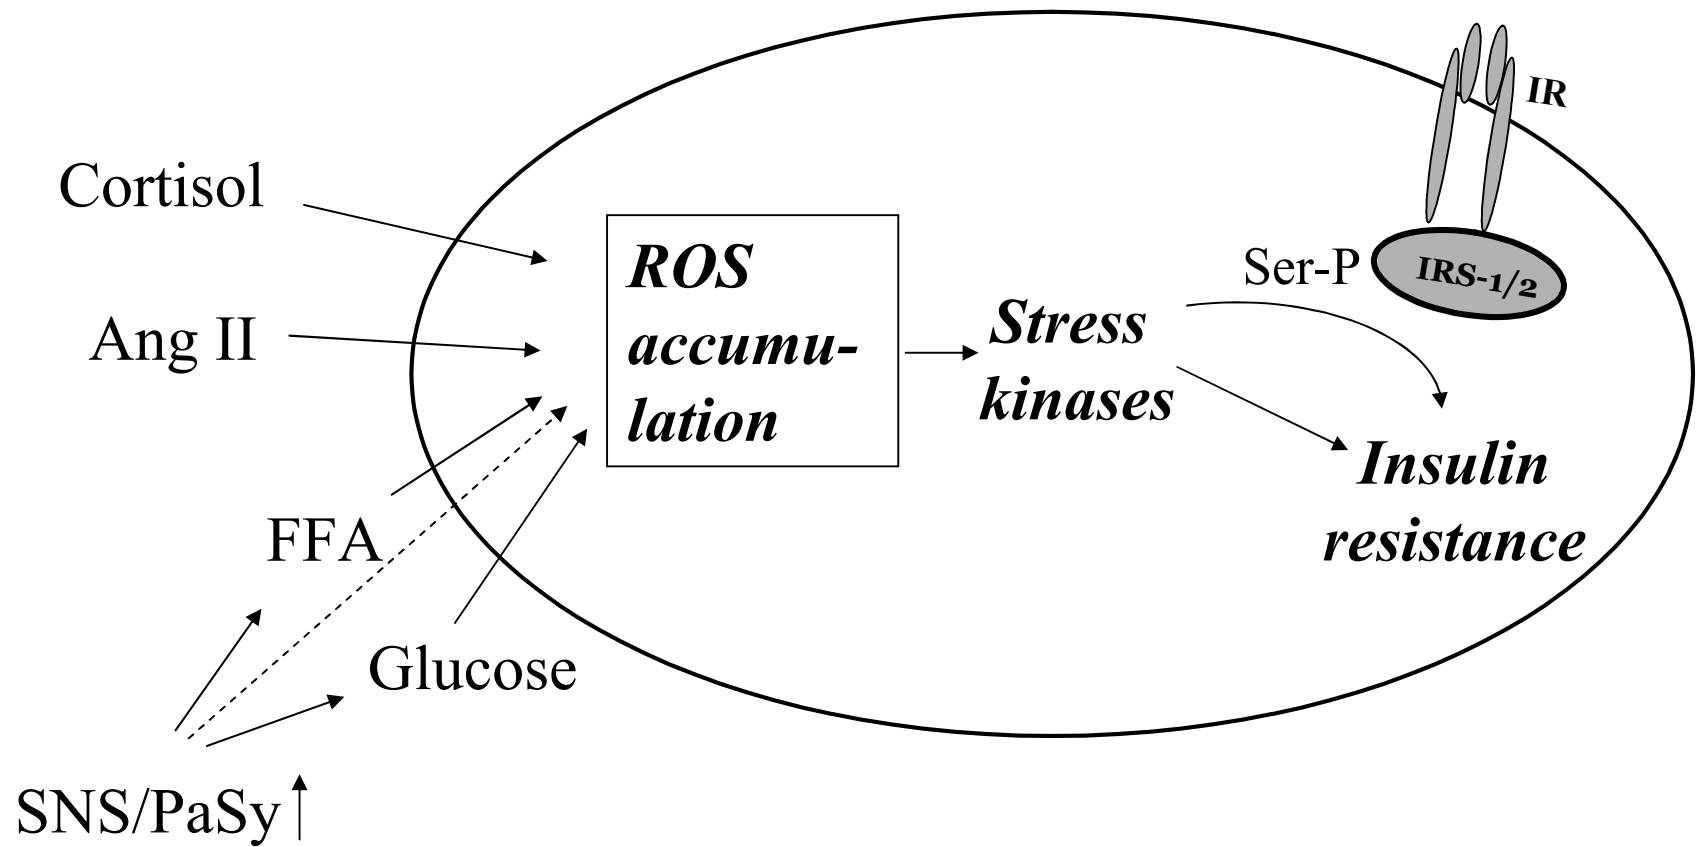 IR
Cortisol
ROS
accumu-
lation
Ser-P
IRS-1/2
Stress
kinases
Ang II
Insulin
resistance
FFA
Glucose
SNS/PaSy